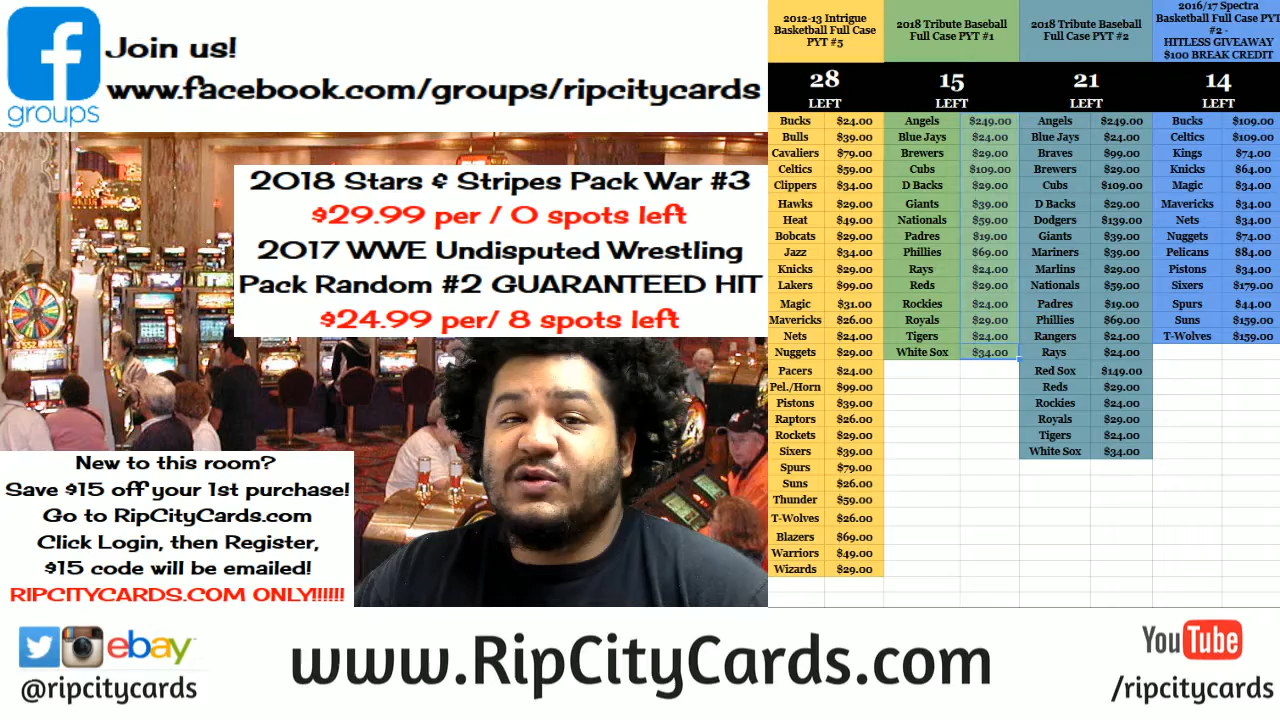 groups
Join us!
www.facebook.com/groups/ripcitycards
2018 Stars & Stripes Pack War #3
$29.99 per / 0 spots left
2017 WWE Undisputed Wrestling
Pack Random #2 GUARANTEED HIT
$24.99 per/ 8 spots left
New to this room?
Save $15 off your 1st purchase!
Go to RipCityCards.com
Click Login, then Register,
$15 code will be emailed!
RIPCITYCARDS.COM ONLY!!!!!!
2012-13 Intrigue
Basketball Full Case
PYT #5
28
LEFT
Bucks $24.00
Bulls $39.00
Cavaliers $79.00
Celtics $59.00
Clippers $34.00
Hawks $29.00
Heat $49.00
Bobcats $29.00
Jazz $34.00
Knicks $29.00
Lakers $99.00
Magic $31.00
Mavericks $26.00
Nets $24.00
Nuggets $29.00
Pacers $24.00
Pel./Horn $99.00
Pistons $39.00
Raptors $26.00
Rockets $29.00
Sixers $39.00
Spurs $79.00
Suns $26.00
Thunder $59.00
T-Wolves $26.00
Blazers $69.00
Warriors $49.00
Wizards $29.00
2018 Tribute Baseball
Full Case PYT #1
15
LEFT
Angels $249.00
Blue Jays $24.00
Brewers $29.00
Cubs $109.00
D Backs $29.00
Giants $39.00
Nationals $59.00
Padres $19.00
Phillies $69.00
Rays $24.00
Reds $29.00
Rockies $24.00
Royals $29.00
Tigers $24.00
White Sox $34.00
2018 Tribute Baseball
Full Case PYT #2
21
LEFT
Angels $249.00
Blue Jays $24.00
Braves $99.00
Brewers $29.00
Cubs $109.00
D Backs $29.00
Dodgers $139.00
Giants $39.00
Mariners $39.00
Marlins $29.00
Nationals $59.00
Padres $19.00
Phillies $69.00
Rangers $24.00
Rays $24.00
Red Sox $149.00
Reds $29.00
Rockies $24.00
Royals $29.00
Tigers $24.00
White Sox $34.00
2016/17 Spectra
Basketball Full Case PYT
#2 -
HITLESS GIVEAWAY
$100 BREAK CREDIT
14
LEFT
Bucks $109.00
Celtics $109.00
Kings $74.00
Knicks $64.00
Magic $34.00
Mavericks $34.00
Nets $34.00
Nuggets $74.00
Pelicans $84.00
Pistons $34.00
Sixers $179.00
Spurs $44.00
Suns $159.00
T-Wolves $159.00
ebay
@ripcitycards
www.RipCityCards.com
YouTube
/ripcitycards